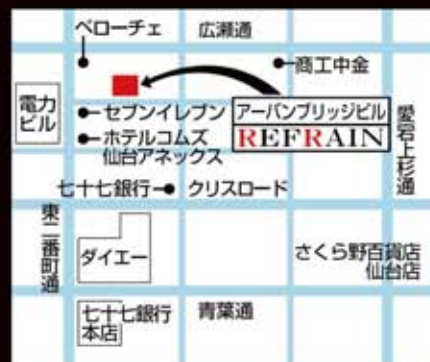 ベローチェ
広瀬通
商工中金
電力
ビル
セブンイレブン
アーバンブリッジビル
REFRAIN
ホテルコムズ
仙台アネックス
愛宕上杉通
七十七銀行
クリスロード
東二番町通
ダイエー
さくら野百貨店
仙台店
七十七銀行
本店
青葉通